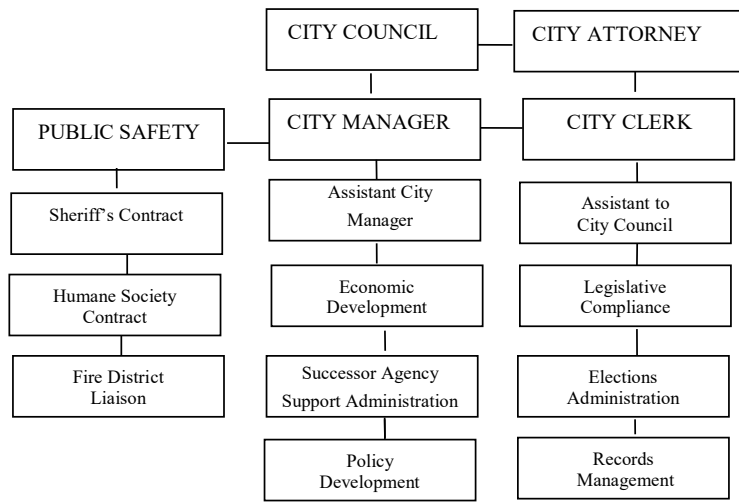 CITY COUNCIL
CITY ATTORNEY
PUBLIC SAFETY
CITY MANAGER
CITY CLERK
Sheriff's Contract
Humane Society
Contract
Fire District
Liaison
Assistant City
Manager
Economic
Development
Successor Agency
Support Administration
Policy
Development
Assistant to
City Council
Legislative
Compliance
Elections
Administration
Records
Management